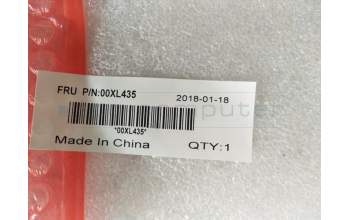 FRU P/N:00XL435
2018-01-18
*00XL435*
Made In China
QTY:1